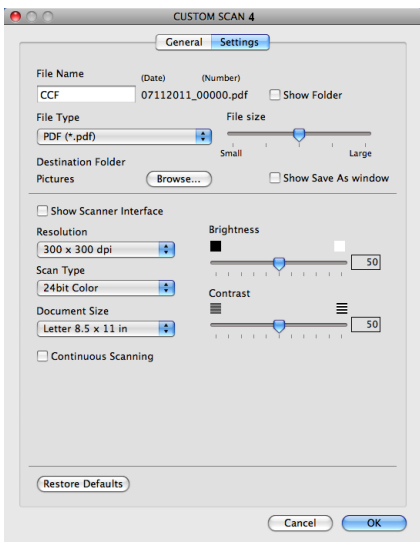 CUSTOM SCAN 4
General Settings
File Name (Date) (Number)
CCF 07112011_00000.pdf Show Folder
File Type File size
PDF (*.pdf)
Small Large
Destination Folder
Pictures Browse... Show Save As window
Show Scanner Interface
Resolution Brightness
300 x 300 dpi 50
Scan Type
24bit Color Contrast
Document Size
Letter 8.5 x 11 in 50
Continuous Scanning
Restore Defaults
Cancel OK